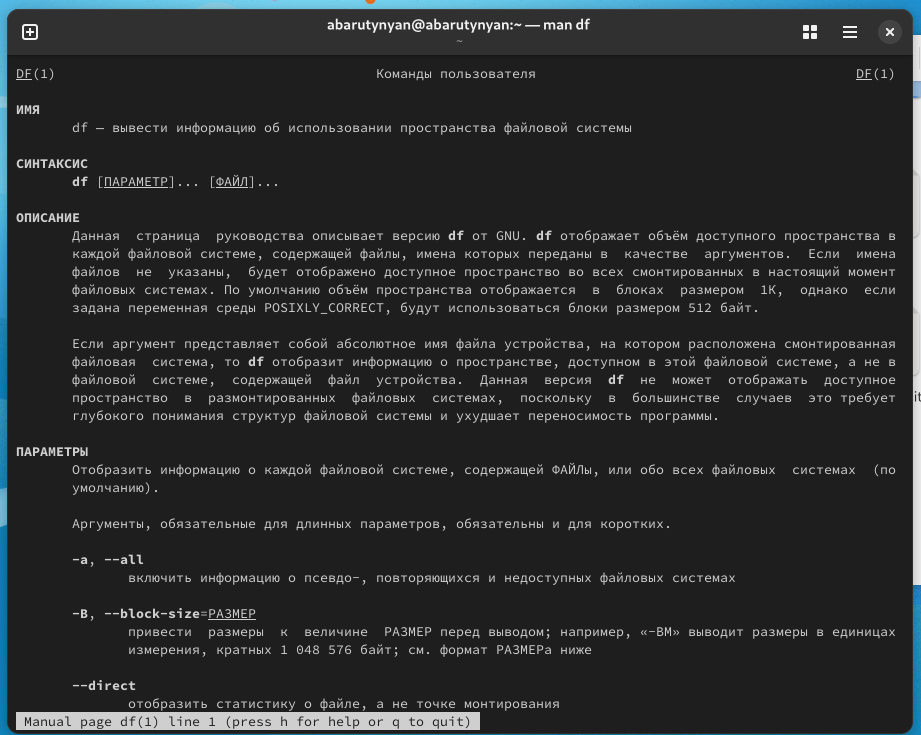 abarutynyan@abarutynyan:~ — man df
~
DF(1) Команды пользователя DF(1)
ИМЯ
df — вывести информацию об использовании пространства файловой системы
СИНТАКСИС
df [ПАРАМЕТР]... [ФАЙЛ]...
ОПИСАНИЕ
Данная страница руководства описывает версию df от GNU. df отображает объём доступного пространства в
каждой файловой системе, содержащей файлы, имена которых переданы в качестве аргументов. Если имена
файлов не указаны, будет отображено доступное пространство во всех смонтированных в настоящий момент
файловых системах. По умолчанию объём пространства отображается в блоках размером 1K, однако если
задана переменная среды POSIXLY_CORRECT, будут использоваться блоки размером 512 байт.
Если аргумент представляет собой абсолютное имя файла устройства, на котором расположена смонтированная
файловая система, то df отобразит информацию о пространстве, доступном в этой файловой системе, а не в
файловой системе, содержащей файл устройства. Данная версия df не может отображать доступное
пространство в размонтированных файловых системах, поскольку в большинстве случаев это требует
глубокого понимания структур файловой системы и ухудшает переносимость программы.
ПАРАМЕТРЫ
Отобразить информацию о каждой файловой системе, содержащей ФАЙЛы, или обо всех файловых системах (по
умолчанию).
Аргументы, обязательные для длинных параметров, обязательны и для коротких.
-a, --all
включить информацию о псевдо-, повторяющихся и недоступных файловых системах
-B, --block-size=РАЗМЕР
привести размеры к величине РАЗМЕР перед выводом; например, «-BM» выводит размеры в единицах
измерения, кратных 1 048 576 байт; см. формат РАЗМЕРа ниже
--direct
отобразить статистику о файле, а не точке монтирования
Manual page df(1) line 1 (press h for help or q to quit)